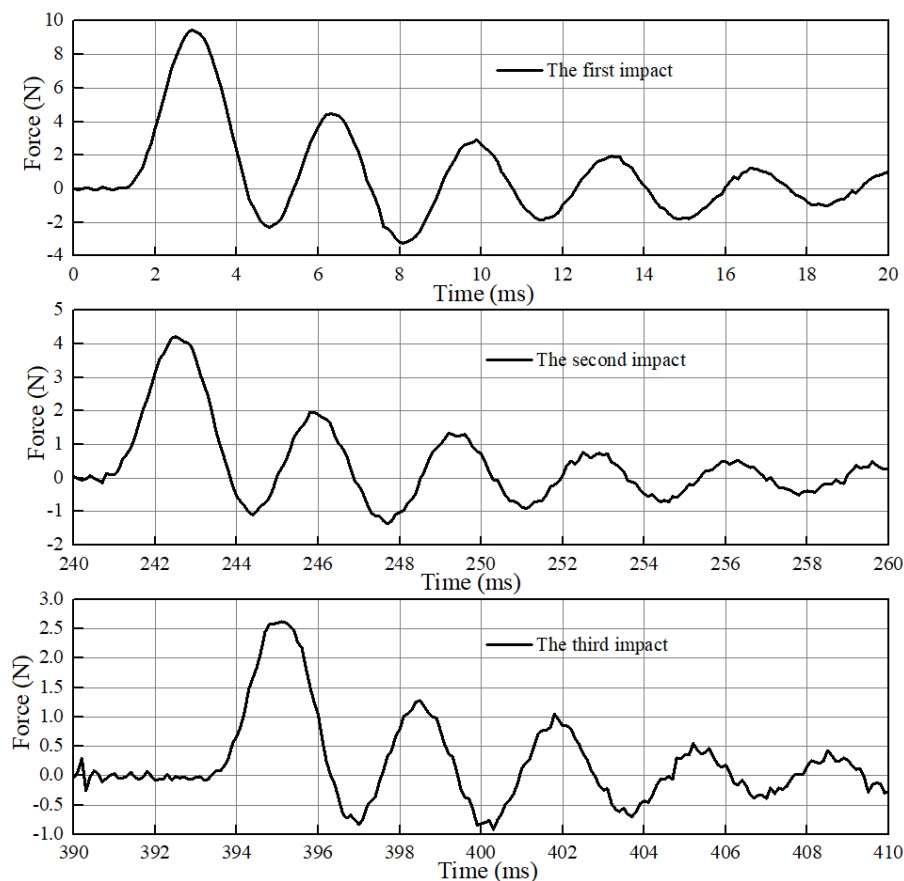 10
8
6
4
2
0
-2
-4
Force (N)
The first impact
0 2 4 6 8 10 12 14 16 18 20
Time (ms)
5
4
3
2
1
0
-1
-2
Force (N)
The second impact
240 242 244 246 248 250 252 254 256 258 260
Time (ms)
3.0
2.5
2.0
1.5
1.0
0.5
0.0
-0.5
-1.0
Force (N)
The third impact
390 392 394 396 398 400 402 404 406 408 410
Time (ms)